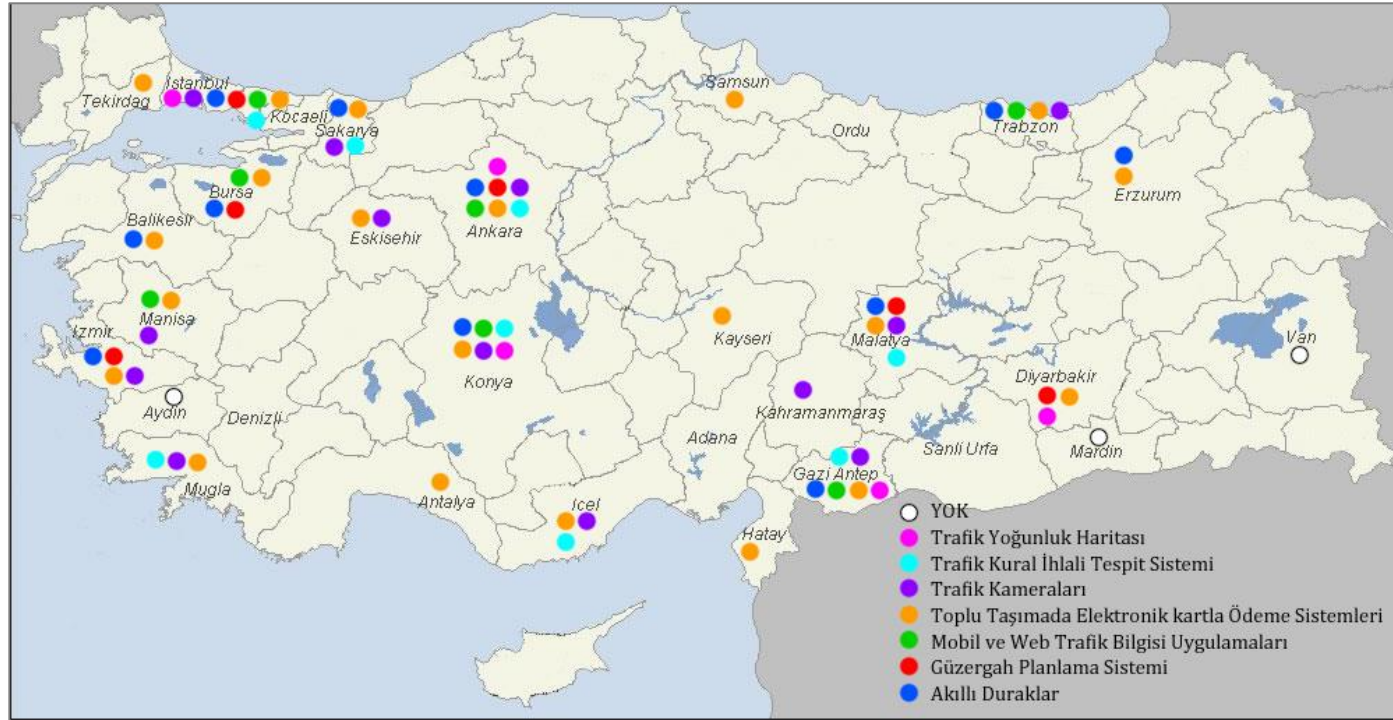 Samsun
Istanbul
Tekirdag
Kocaeli
Sakarya
Ordu
Trabzon
Erzurum
Bursa
Balikesir
Eskisehir
Ankara
Manisa
Izmir
Kayseri
Malatya
Van
Konya
Diyarbakir
Aydin
Denizli
Kahramanmaraş
Adana
Sanli Urfa
Mardin
Gazi Antep
Mugla
Antalya
Icel
Hatay
YOK
Trafik Yoğunluk Haritası
Trafik Kural İhlali Tespit Sistemi
Trafik Kameraları
Toplu Taşımada Elektronik kartla Ödeme Sistemleri
Mobil ve Web Trafik Bilgisi Uygulamaları
Güzergah Planlama Sistemi
Akıllı Duraklar